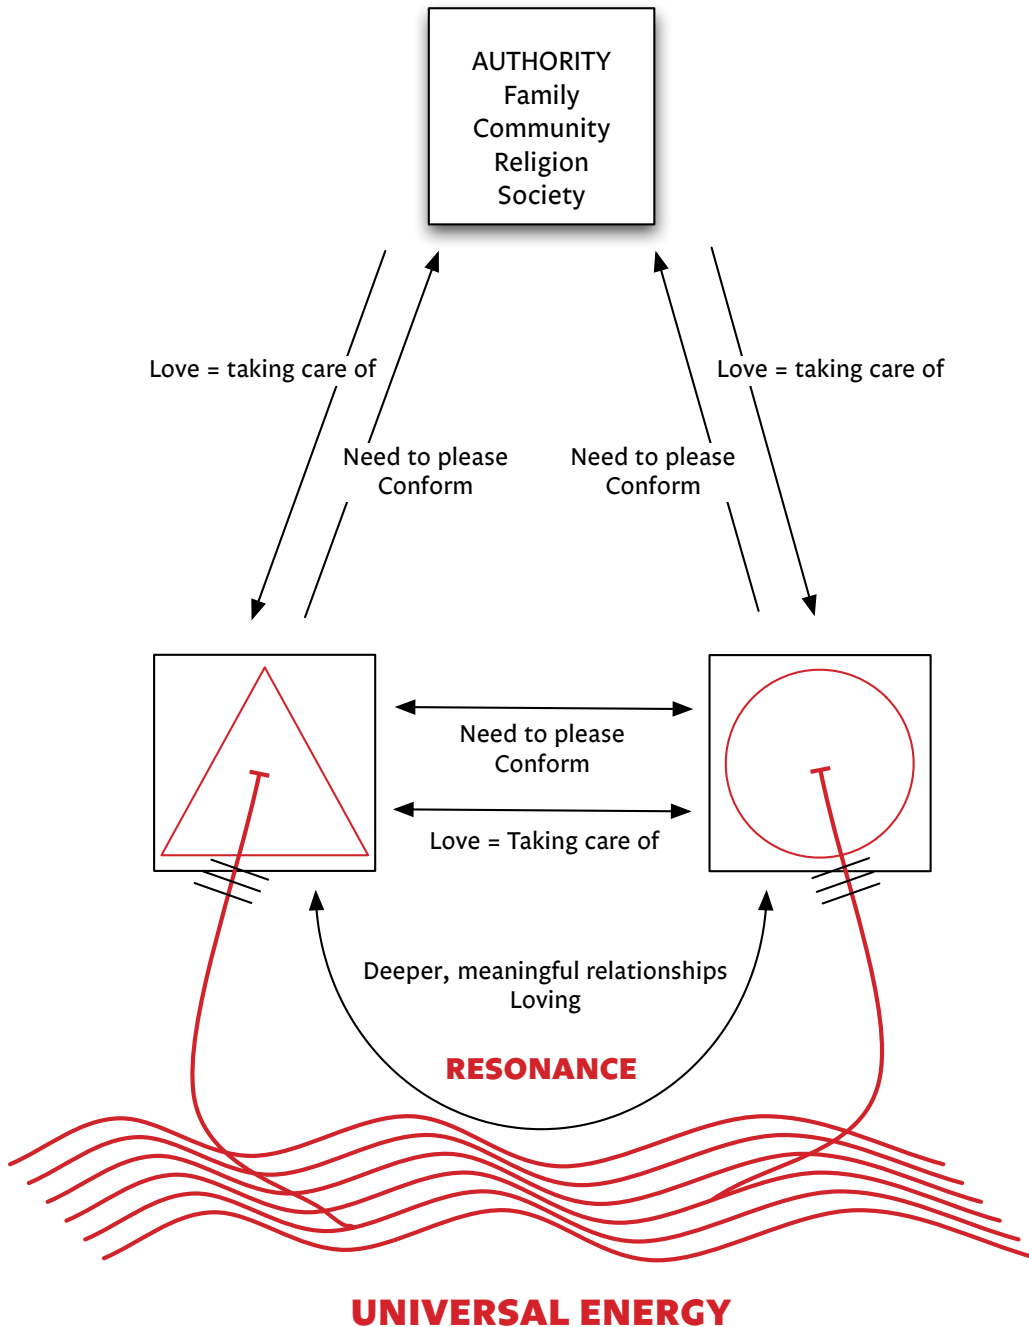 AUTHORITY
Family
Community
Religion
Society
Love = taking care of
Love = taking care of
Need to please
Conform
Need to please
Conform
Need to please
Conform
Love = Taking care of
Deeper, meaningful relationships
Loving
RESONANCE
UNIVERSAL ENERGY